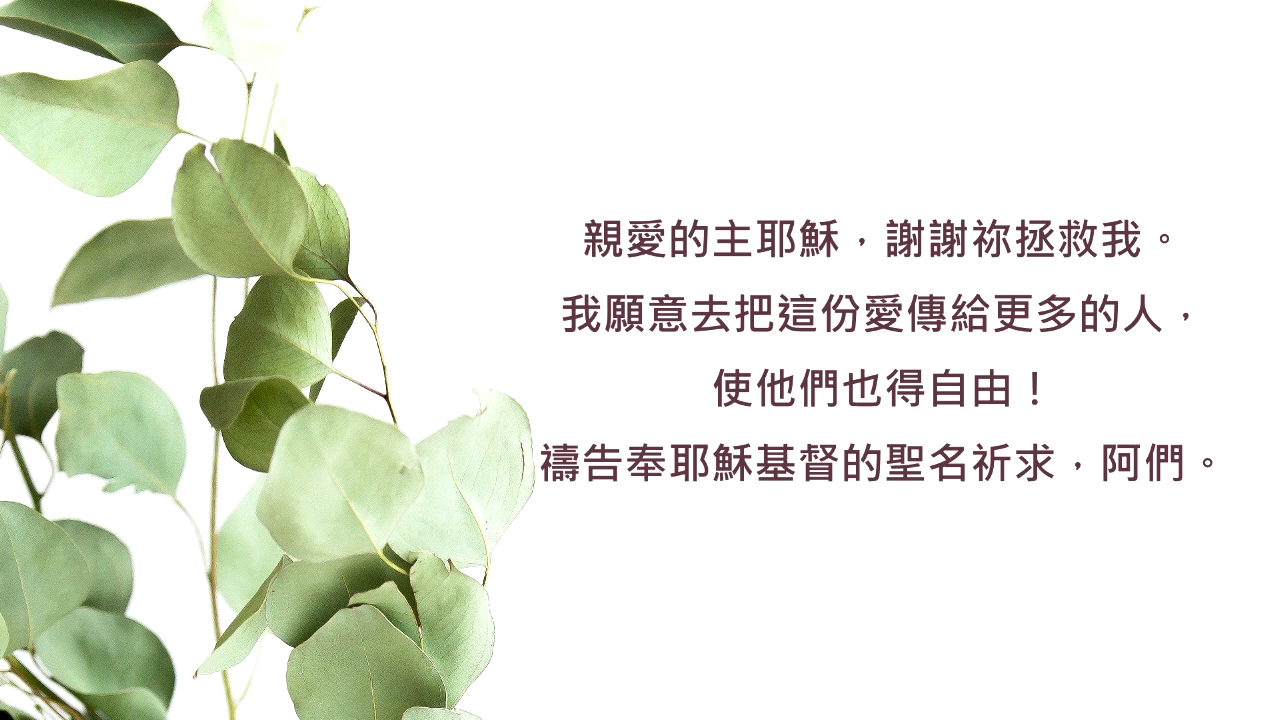 親愛的主耶穌，謝謝祢拯救我。
我願意去把這份愛傳給更多的人，
使他們也得自由！
禱告奉耶穌基督的聖名祈求，阿們。